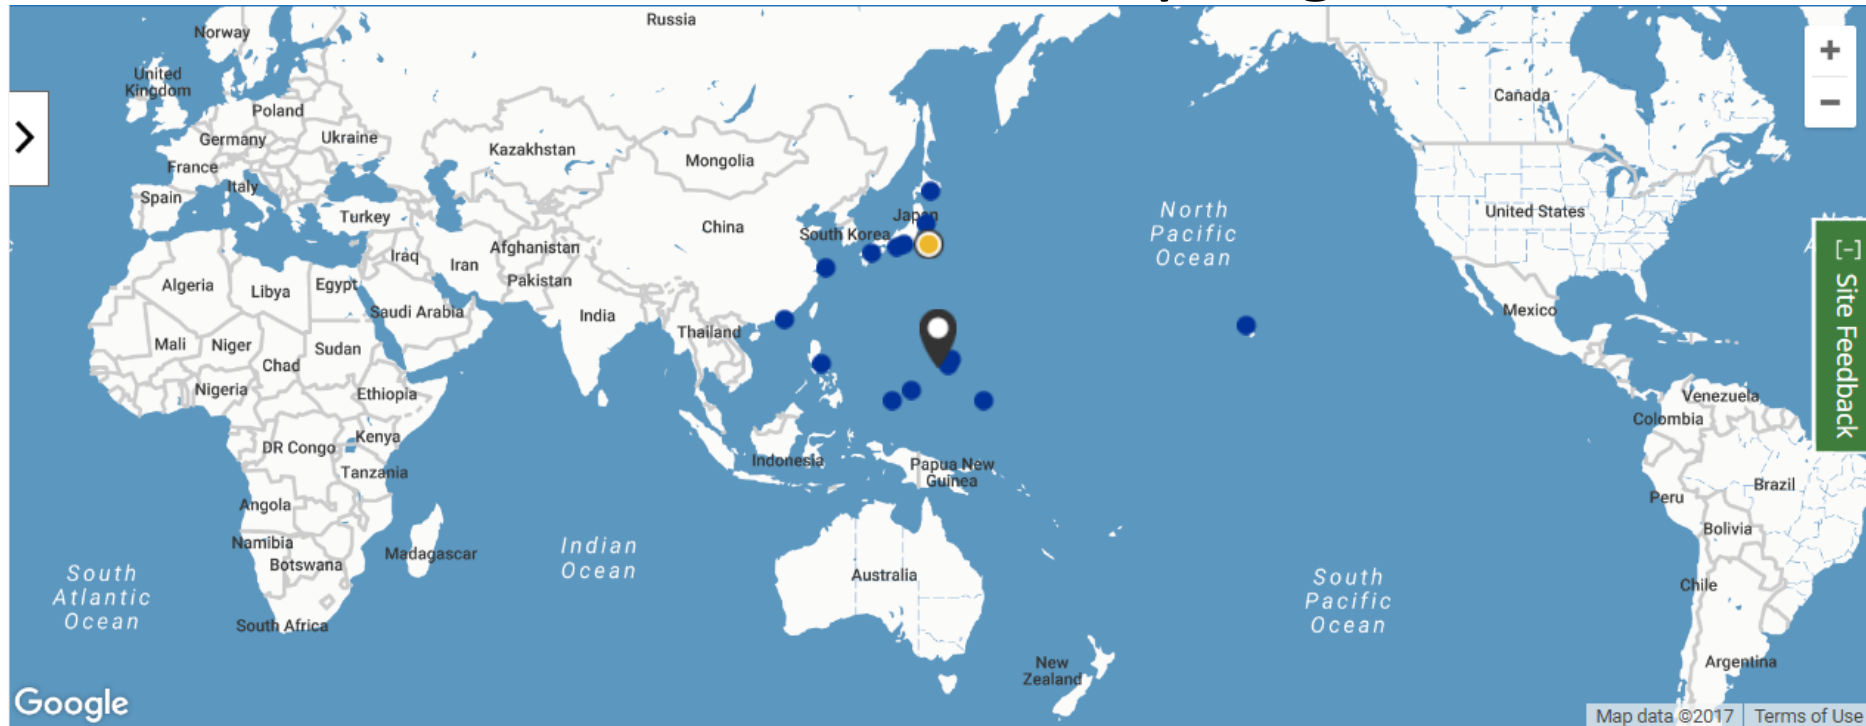 Russia
Norway
United
Kingdom
Poland
Germany
Ukraine
France
Italy
Spain
Turkey
Kazakhstan
Mongolia
China
Japan
South Korea
Afghanistan
Iraq
Iran
Pakistan
Algeria
Libya
Egypt
Saudi Arabia
India
Thailand
Mali
Niger
Chad
Sudan
Nigeria
Ethiopia
DR Congo
Kenya
Tanzania
Angola
Namibia
Botswana
Madagascar
South Africa
South
Atlantic
Ocean
Indian
Ocean
Indonesia
Papua New
Guinea
Australia
New
Zealand
North
Pacific
Ocean
South
Pacific
Ocean
Canada
United States
Mexico
Venezuela
Colombia
Peru
Brazil
Bolivia
Chile
Argentina
+
−
[-] Site Feedback
Google
Map data ©2017
Terms of Use